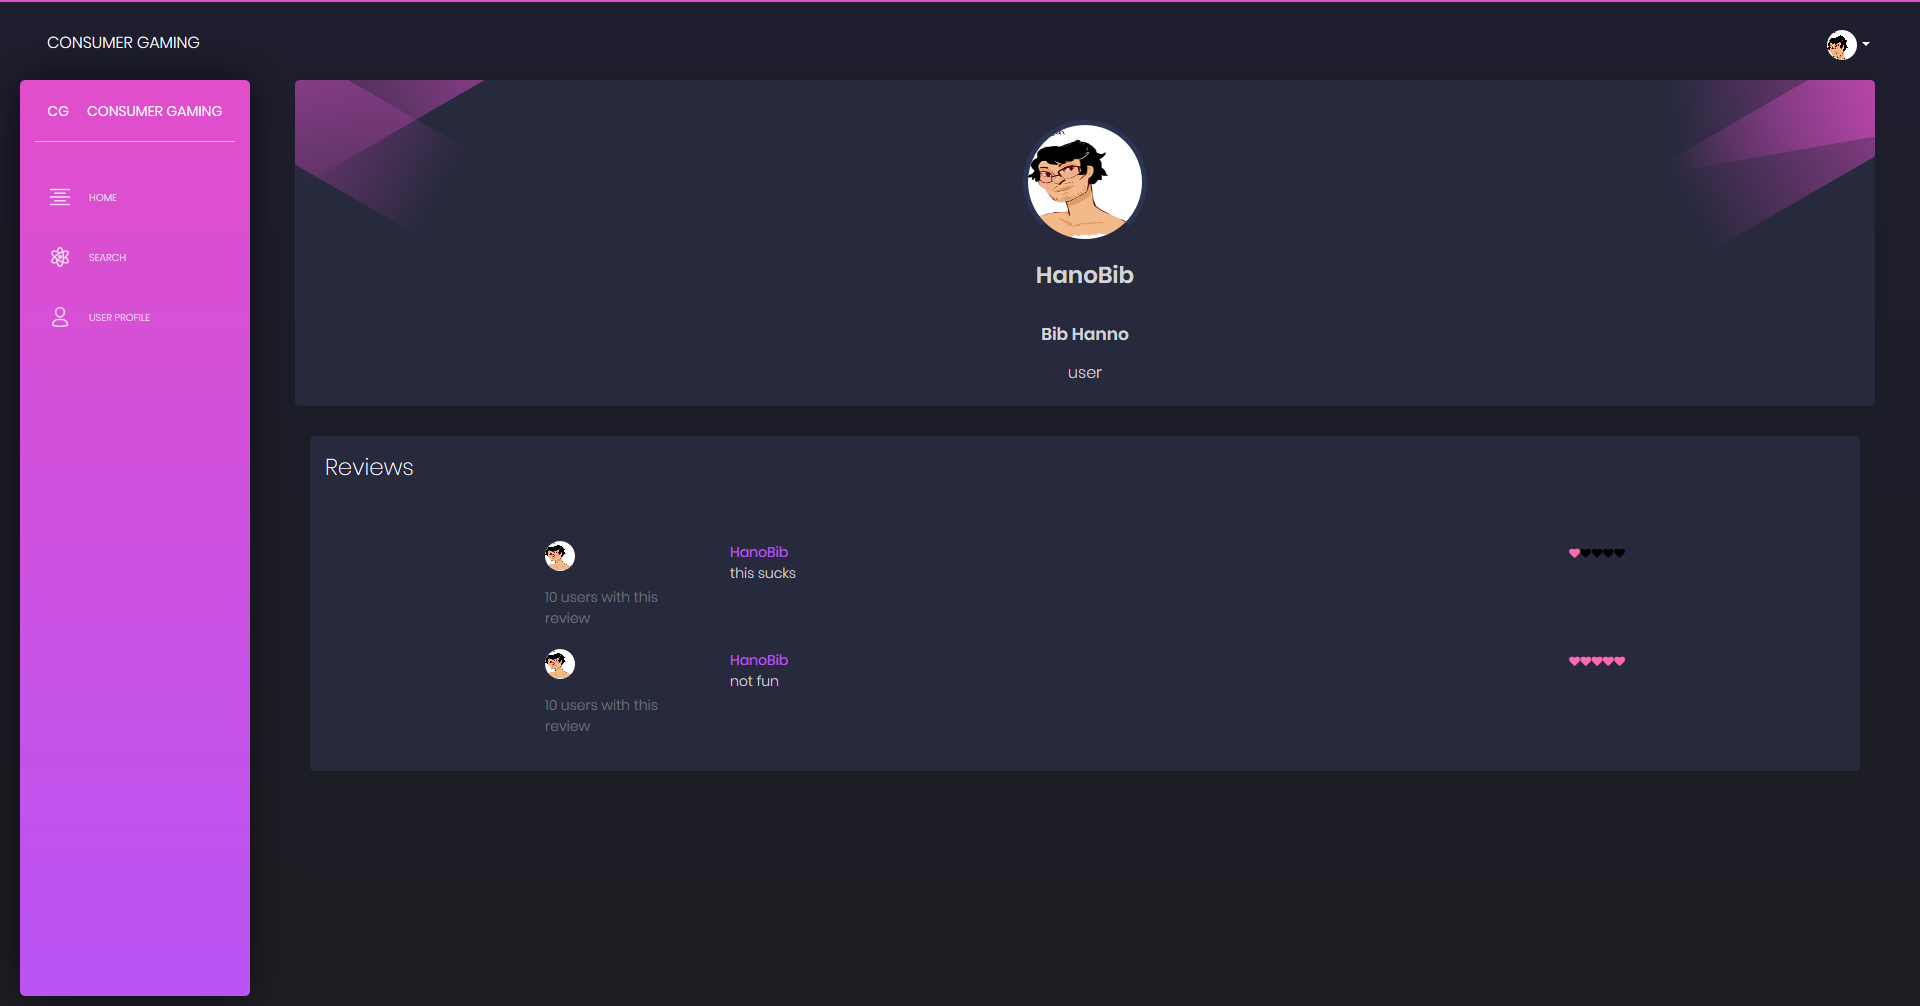 CONSUMER GAMING
CG CONSUMER GAMING
HOME
SEARCH
USER PROFILE
HanoBib
Bib Hanno
user
Reviews
HanoBib
this sucks
10 users with this
review
HanoBib
not fun
10 users with this
review